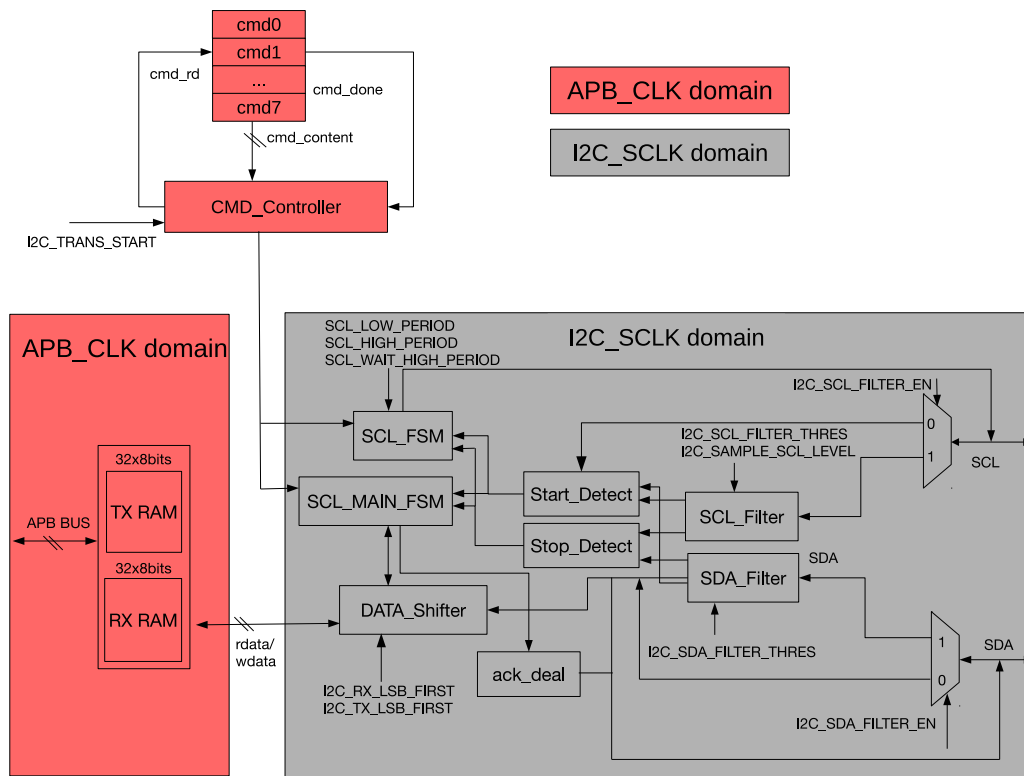 cmd0
cmd1
...
cmd7
cmd_rd
cmd_done
cmd_content
CMD_Controller
I2C_TRANS_START
APB_CLK domain
I2C_SCLK domain
APB_CLK domain
32x8bits
TX RAM
APB BUS
32x8bits
RX RAM
rdata/
wdata
I2C_SCLK domain
SCL_LOW_PERIOD
SCL_HIGH_PERIOD
SCL_WAIT_HIGH_PERIOD
I2C_SCL_FILTER_EN
0
1
SCL
SCL_FSM
I2C_SCL_FILTER_THRES
I2C_SAMPLE_SCL_LEVEL
SCL_MAIN_FSM
Start_Detect
SCL_Filter
Stop_Detect
SDA
SDA_Filter
DATA_Shifter
I2C_SDA_FILTER_THRES
ack_deal
I2C_RX_LSB_FIRST
I2C_TX_LSB_FIRST
1
0
SDA
I2C_SDA_FILTER_EN